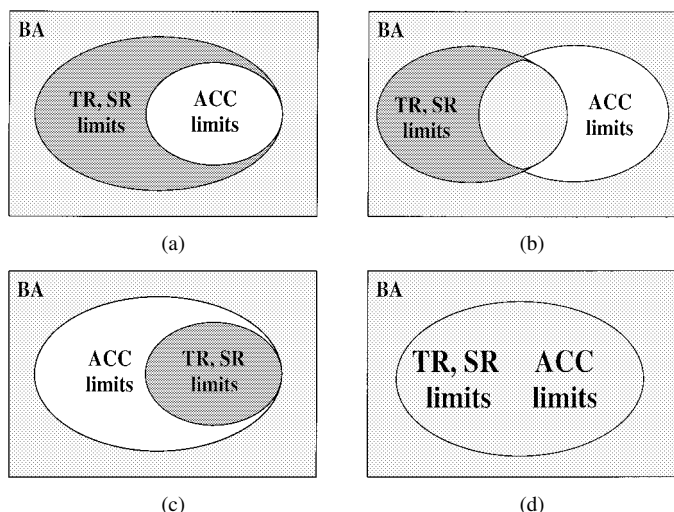 BA
TR, SR
limits
ACC
limits
(a)
BA
TR, SR
limits
ACC
limits
(b)
BA
ACC
limits
TR, SR
limits
(c)
BA
TR, SR
limits
ACC
limits
(d)